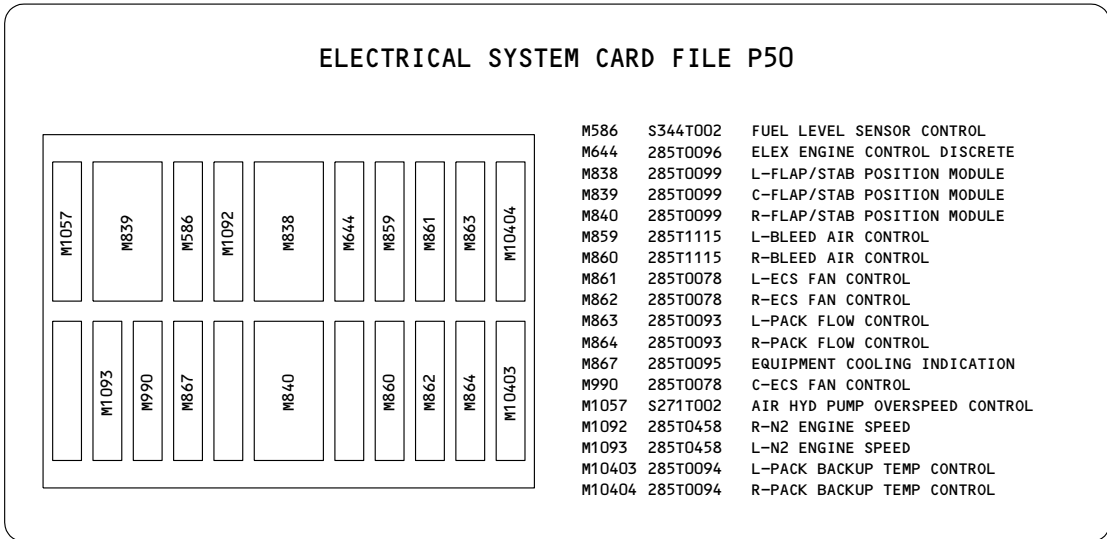 ELECTRICAL SYSTEM CARD FILE P50
M1057 M839 M586 M1092 M838 M644 M859 M861 M863 M10404
M1093 M990 M867 M840 M860 M862 M864 M10403
M586 S344T002 FUEL LEVEL SENSOR CONTROL
M644 285T0096 ELEX ENGINE CONTROL DISCRETE
M838 285T0099 L-FLAP/STAB POSITION MODULE
M839 285T0099 C-FLAP/STAB POSITION MODULE
M840 285T0099 R-FLAP/STAB POSITION MODULE
M859 285T1115 L-BLEED AIR CONTROL
M860 285T1115 R-BLEED AIR CONTROL
M861 285T0078 L-ECS FAN CONTROL
M862 285T0078 R-ECS FAN CONTROL
M863 285T0093 L-PACK FLOW CONTROL
M864 285T0093 R-PACK FLOW CONTROL
M867 285T0095 EQUIPMENT COOLING INDICATION
M990 285T0078 C-ECS FAN CONTROL
M1057 S271T002 AIR HYD PUMP OVERSPEED CONTROL
M1092 285T0458 R-N2 ENGINE SPEED
M1093 285T0458 L-N2 ENGINE SPEED
M10403 285T0094 L-PACK BACKUP TEMP CONTROL
M10404 285T0094 R-PACK BACKUP TEMP CONTROL